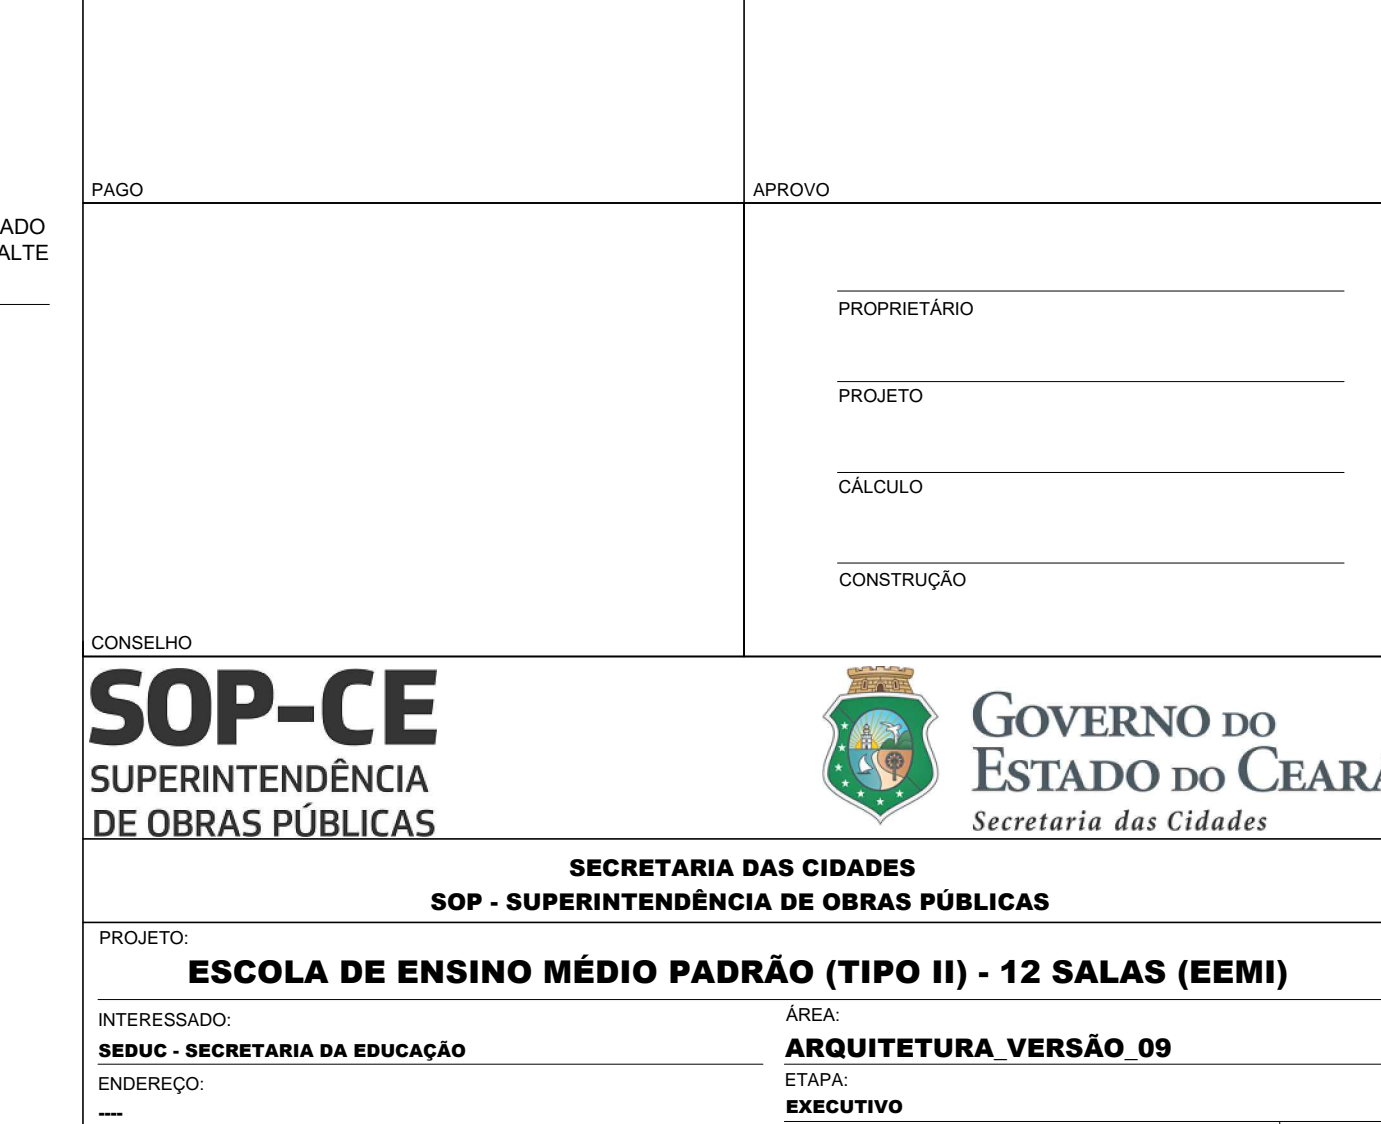 PAGO
APROVO
ADO
ALTE
PROPRIETÁRIO
PROJETO
CÁLCULO
CONSTRUÇÃO
CONSELHO
SOP-CE
SUPERINTENDÊNCIA
DE OBRAS PÚBLICAS
GOVERNO DO
ESTADO DO CEARÁ
Secretaria das Cidades
SECRETARIA DAS CIDADES
SOP - SUPERINTENDÊNCIA DE OBRAS PÚBLICAS
PROJETO:
ESCOLA DE ENSINO MÉDIO PADRÃO (TIPO II) - 12 SALAS (EEMI)
INTERESSADO:
SEDUC - SECRETARIA DA EDUCAÇÃO
ÁREA:
ARQUITETURA_VERSÃO_09
ENDEREÇO:
----
ETAPA:
EXECUTIVO